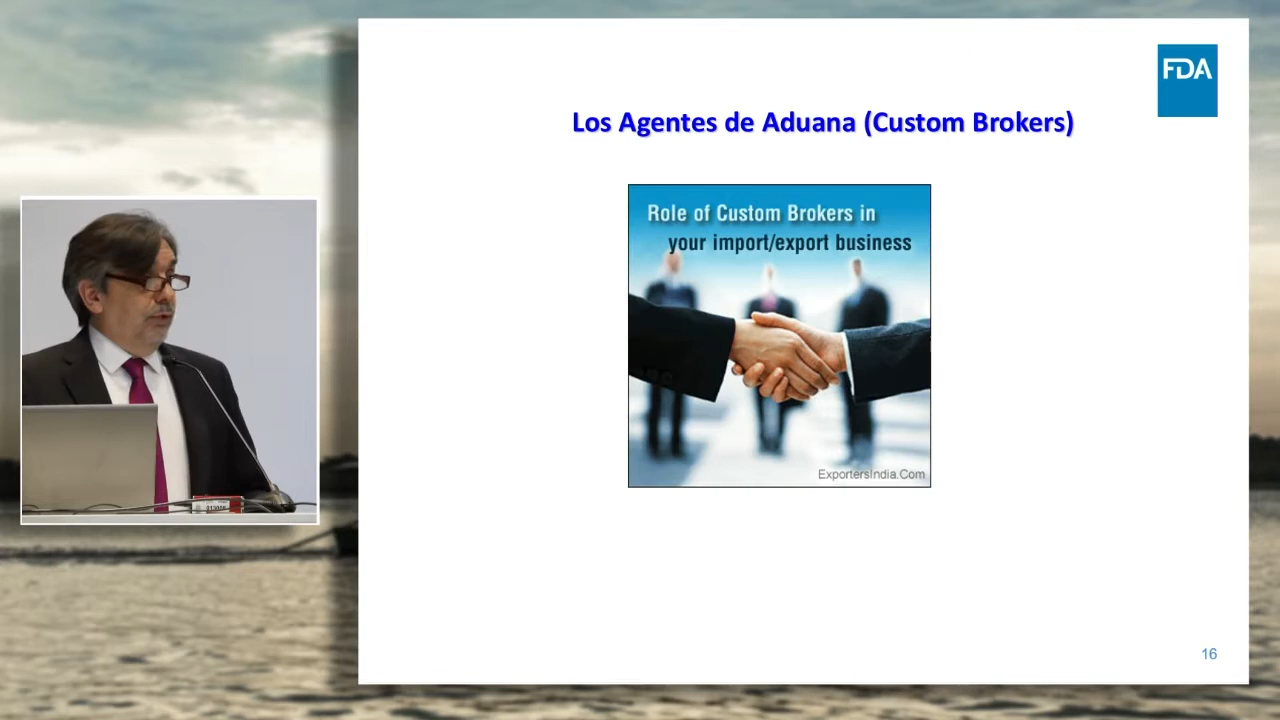 FDA
Los Agentes de Aduana (Custom Brokers)
Role of Custom Brokers in
your import/export business
ExportersIndia.Com
16